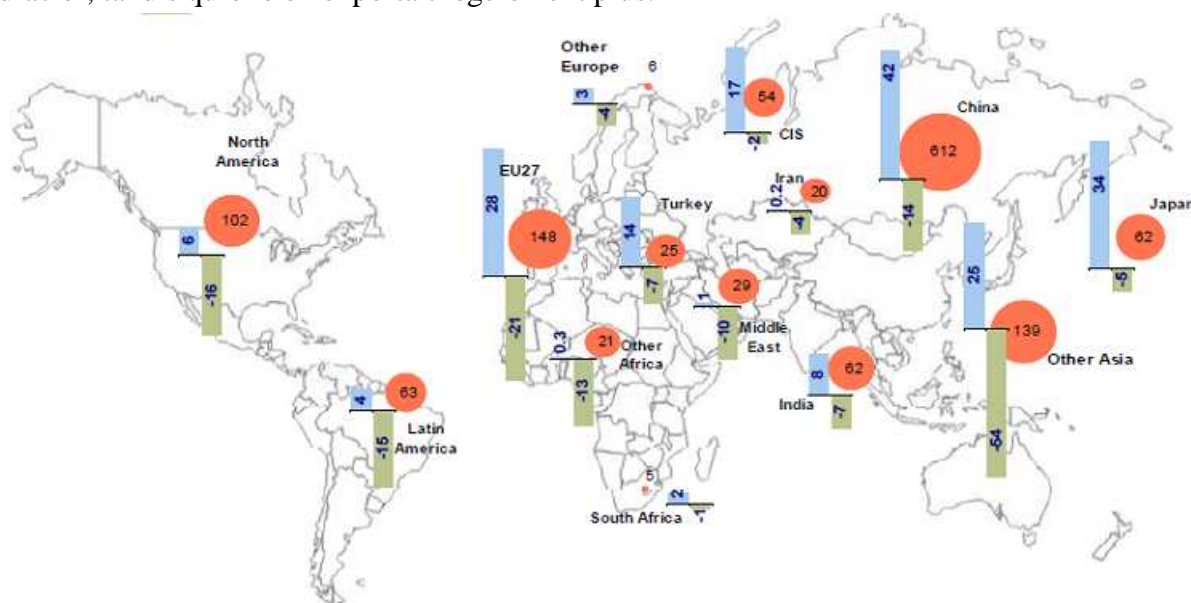 Other
Europe
6
3
-4
17
54
CIS
-2
42
China
612
-14
North
America
102
6
-16
EU27
28
148
-21
Turkey
14
25
-7
Iran
0.2
20
-4
34
Japan
62
-5
1
29
Middle
East
-10
25
139
Other Asia
-54
0.3
21
Other
Africa
-13
8
62
India
-7
4
63
Latin
America
-15
5
2
South Africa
-1